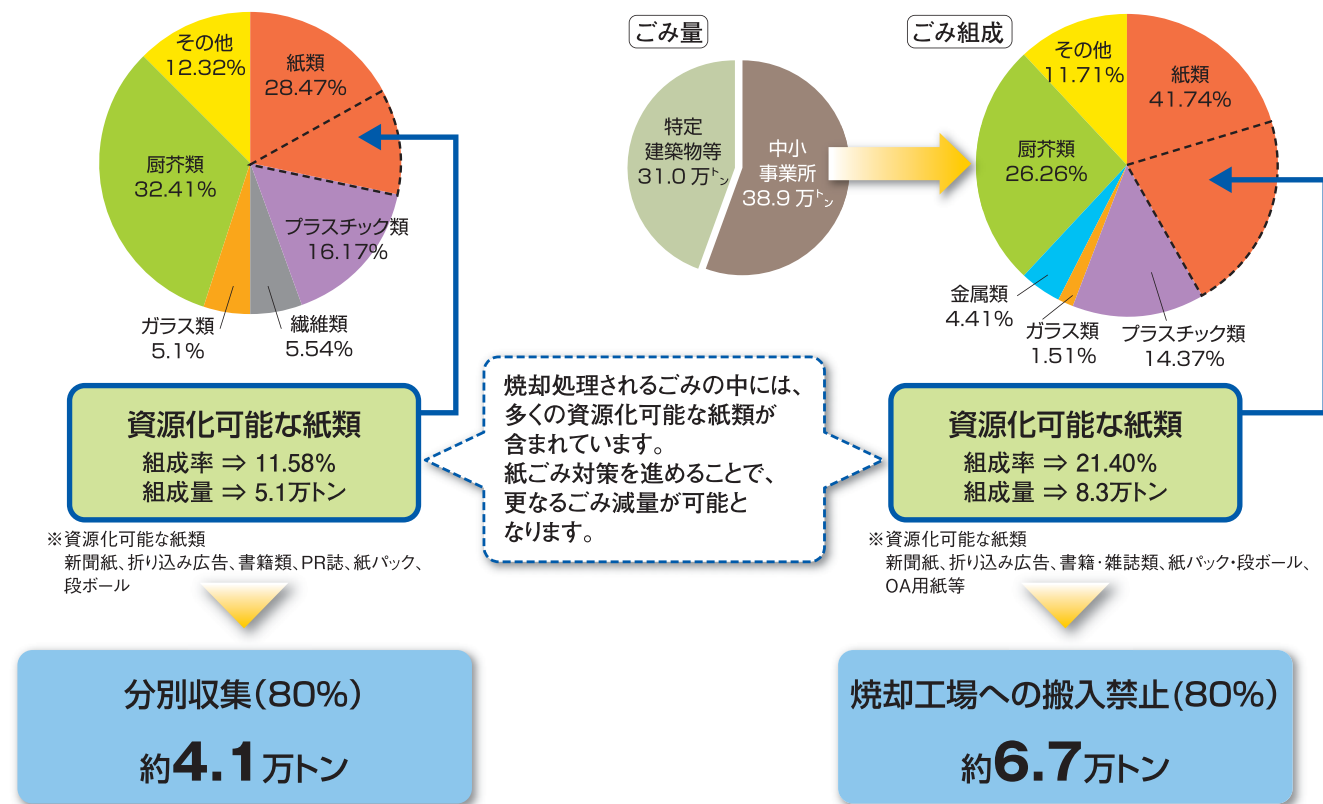 その他
12.32%
紙類
28.47%
厨芥類
32.41%
プラスチック類
16.17%
ガラス類
5.1%
繊維類
5.54%
ごみ量
特定
建築物等
31.0万トン
中小
事業所
38.9万トン
ごみ組成
その他
11.71%
紙類
41.74%
厨芥類
26.26%
金属類
4.41%
ガラス類
1.51%
プラスチック類
14.37%
資源化可能な紙類
組成率 ⇒ 11.58%
組成量 ⇒ 5.1万トン
※資源化可能な紙類
新聞紙、折り込み広告、書籍類、PR誌、紙パック、
段ボール
焼却処理されるごみの中には、
多くの資源化可能な紙類が
含まれています。
紙ごみ対策を進めることで、
更なるごみ減量が可能と
なります。
資源化可能な紙類
組成率 ⇒ 21.40%
組成量 ⇒ 8.3万トン
※資源化可能な紙類
新聞紙、折り込み広告、書籍・雑誌類、紙パック・段ボール、
OA用紙等
分別収集(80%)
約4.1万トン
焼却工場への搬入禁止(80%)
約6.7万トン